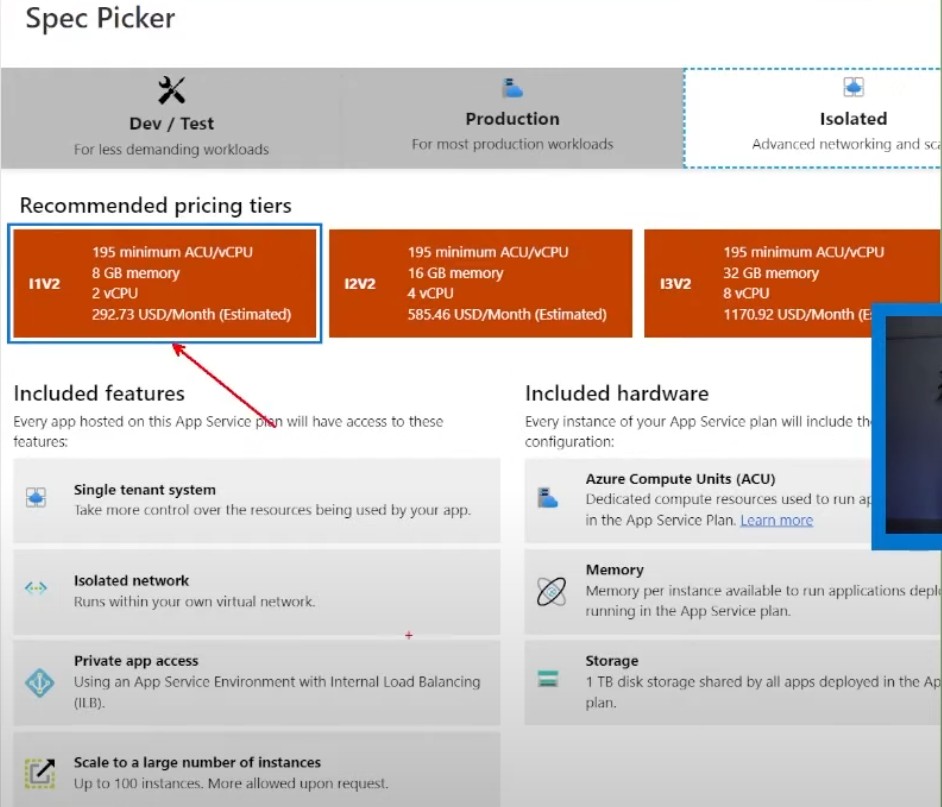 Spec Picker
Dev / Test
For less demanding workloads
Production
For most production workloads
Isolated
Advanced networking and
Recommended pricing tiers
I1V2
195 minimum ACU/vCPU
8 GB memory
2 vCPU
292.73 USD/Month (Estimated)
I2V2
195 minimum ACU/vCPU
16 GB memory
4 vCPU
585.46 USD/Month (Estimated)
I3V2
195 minimum ACU/vCPU
32 GB memory
8 vCPU
1170.92 USD/Month
Included features
Every app hosted on this App Service plan will have access to these
features:
Single tenant system
Take more control over the resources being used by your app.
Isolated network
Runs within your own virtual network.
Private app access
Using an App Service Environment with Internal Load Balancing
(ILB).
Scale to a large number of instances
Up to 100 instances. More allowed upon request.
Included hardware
Every instance of your App Service plan will include
configuration:
Azure Compute Units (ACU)
Dedicated compute resources used to run
in the App Service Plan. Learn more
Memory
Memory per instance available to run applications
running in the App Service plan.
Storage
1 TB disk storage shared by all apps deployed in the
plan.